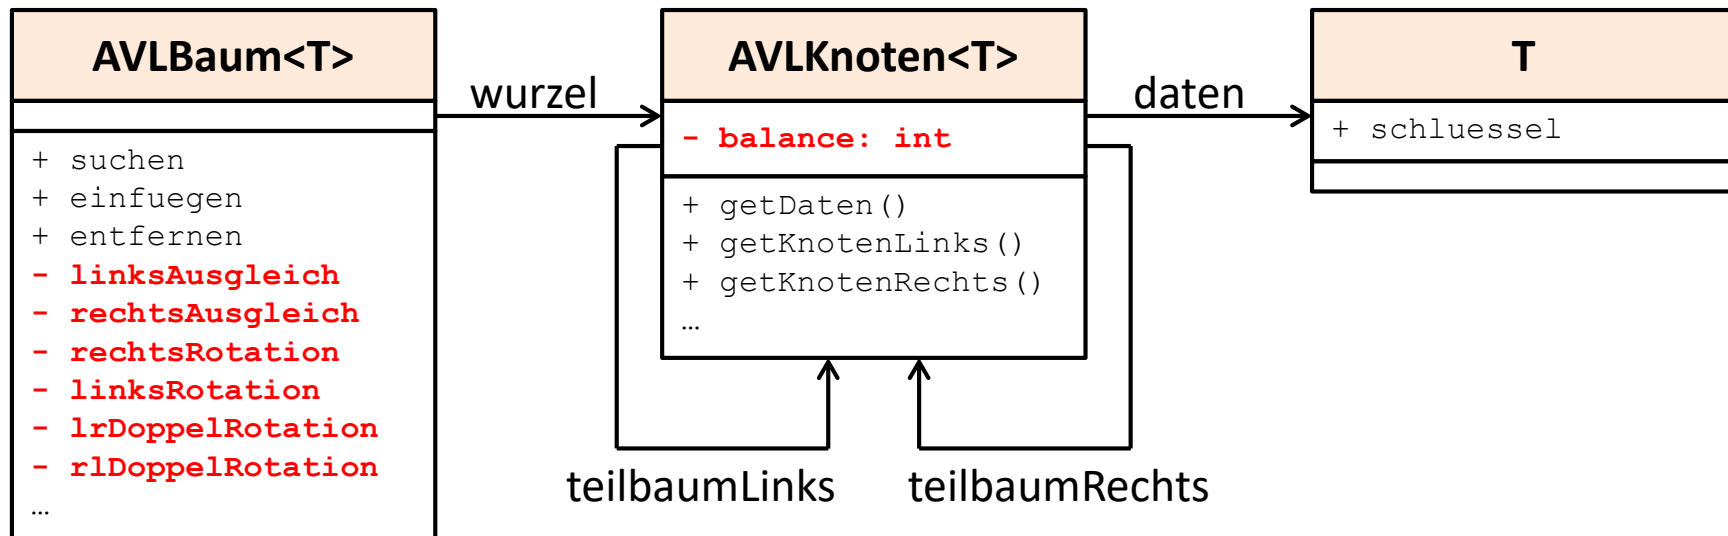 AVLBaum<T>
+ suchen
+ einfuegen
+ entfernen
- linksAusgleich
- rechtsAusgleich
- rechtsRotation
- linksRotation
- lrDoppelRotation
- rlDoppelRotation
…
wurzel
AVLKnoten<T>
- balance: int
+ getDaten()
+ getKnotenLinks()
+ getKnotenRechts()
…
teilbaumLinks
teilbaumRechts
daten
T
+ schluessel